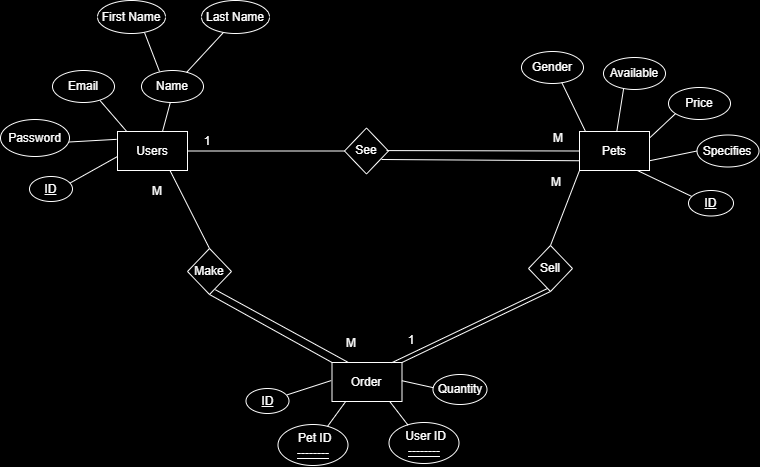 First Name
Last Name
Email
Name
Gender
Available
Price
Password
Users
1
See
M
Pets
Specifies
ID
M
M
ID
Make
Sell
M
1
Order
ID
Quantity
Pet ID
User ID